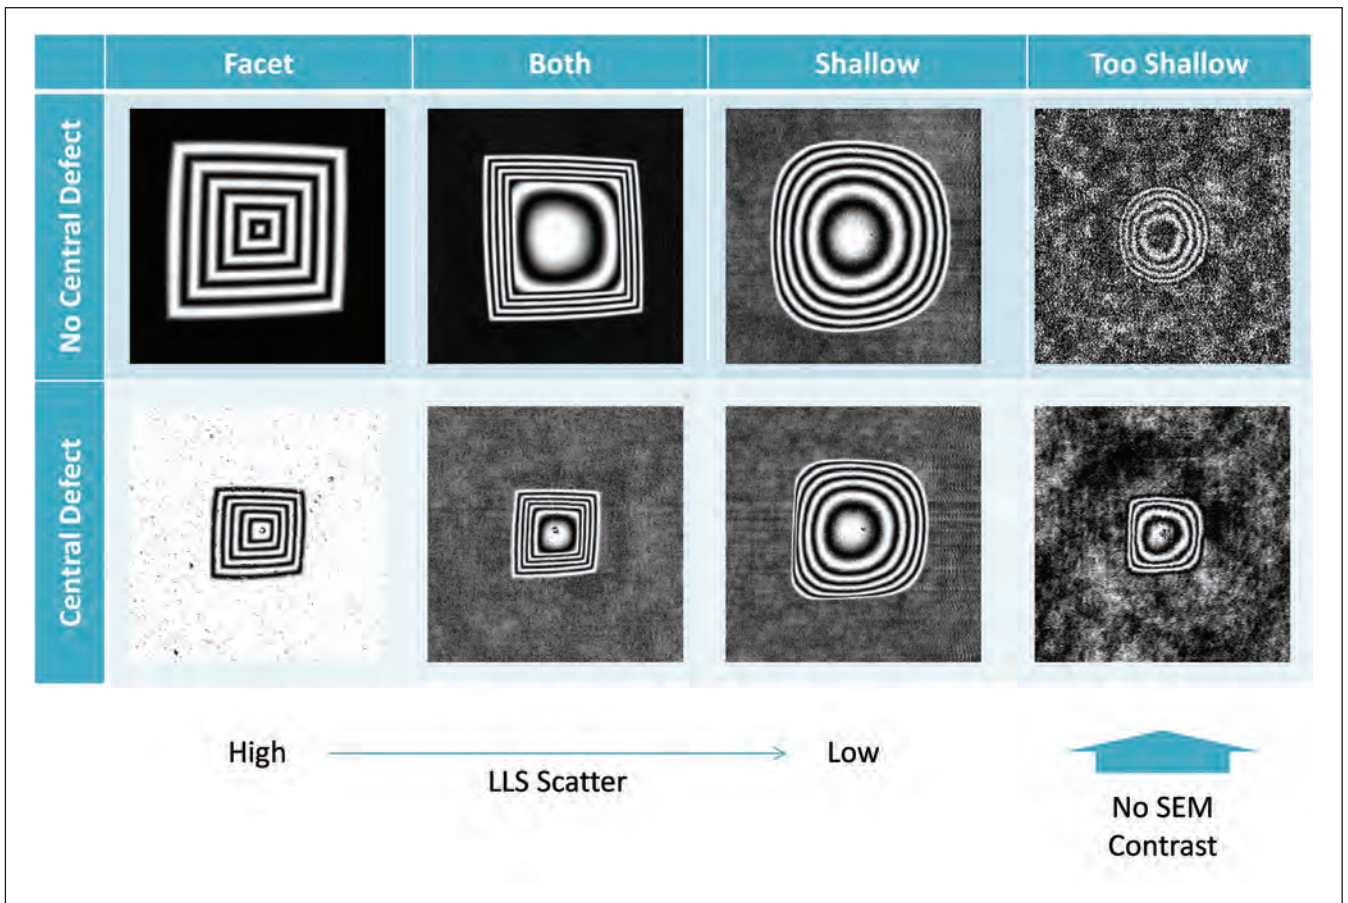 Facet
Both
Shallow
Too Shallow
No Central Defect
Central Defect
High
Low
LLS Scatter
No SEM
Contrast